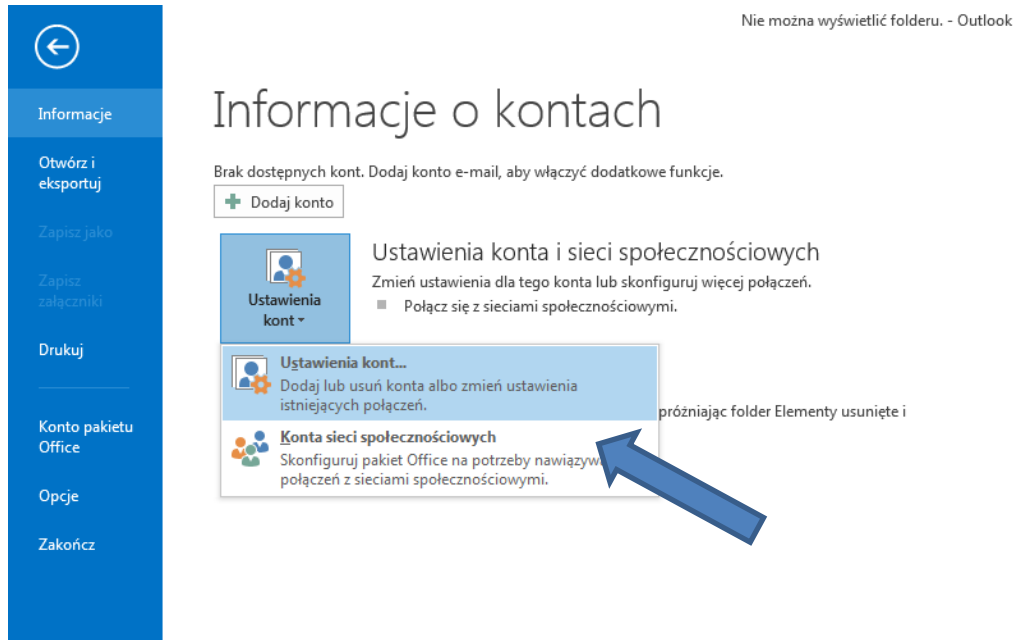 Nie można wyświetlić folderu. - Outlook
Informacje
Otwórz i
eksportuj
Zapisz jako
Zapisz
załączniki
Drukuj
Konto pakietu
Office
Opcje
Zakończ
Informacje o kontach
Brak dostępnych kont. Dodaj konto e-mail, aby włączyć dodatkowe funkcje.
Dodaj konto
Ustawienia
kont
Ustawienia konta i sieci społecznościowych
Zmień ustawienia dla tego konta lub skonfiguruj więcej połączeń.
Połącz się z sieciami społecznościowymi.
Ustawienia kont...
Dodaj lub usuń konta albo zmień ustawienia
istniejących połączeń.
próżniając folder Elementy usunięte i
Konta sieci społecznościowych
Skonfiguruj pakiet Office na potrzeby nawiązyw
połączeń z sieciami społecznościowymi.